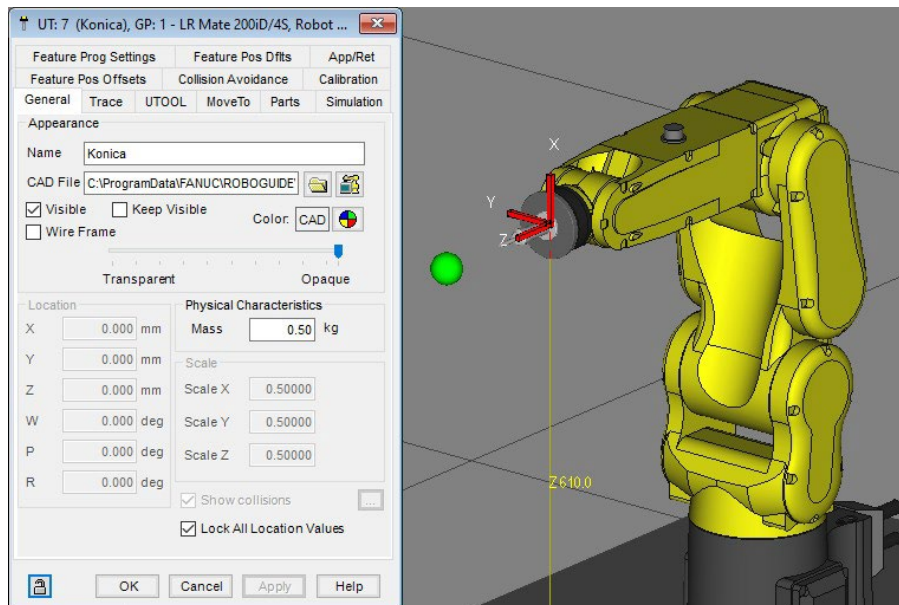 UT: 7 (Konica), GP: 1 - LR Mate 200iD/4S, Robot ...
Feature Prog Settings Feature Pos Dflts App/Ret
Feature Pos Offsets Collision Avoidance Calibration
General Trace UTOOL MoveTo Parts Simulation
Appearance
Name Konica
CAD File C:\ProgramData\FANUC\ROBOGUIDE\
Visible Keep Visible Color: CAD
Wire Frame
Transparent Opaque
Location Physical Characteristics
X 0.000 mm Mass 0.50 kg
Y 0.000 mm Scale
Z 0.000 mm Scale X 0.50000
W 0.000 deg Scale Y 0.50000
P 0.000 deg Scale Z 0.50000
R 0.000 deg
Show collisions ...
Lock All Location Values
OK Cancel Apply Help
X
Y
Z
Z610.0